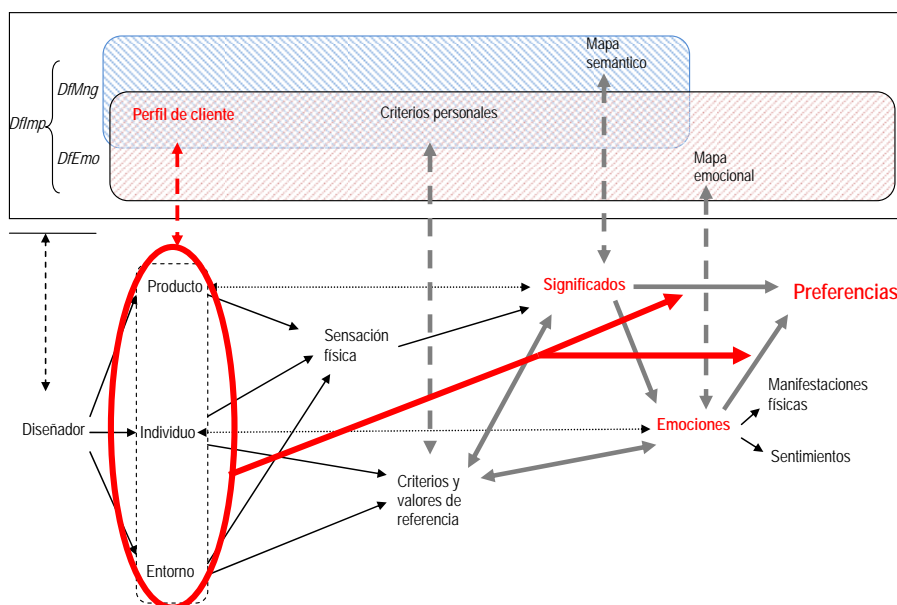 Mapa
semántico
DfMng
Perfil de cliente
Criterios personales
DfImp
DfEmo
Mapa
emocional
Producto
Significados
Preferencias
Sensación
física
Manifestaciones
físicas
Diseñador
Individuo
Emociones
Sentimientos
Criterios y
valores de
referencia
Entorno